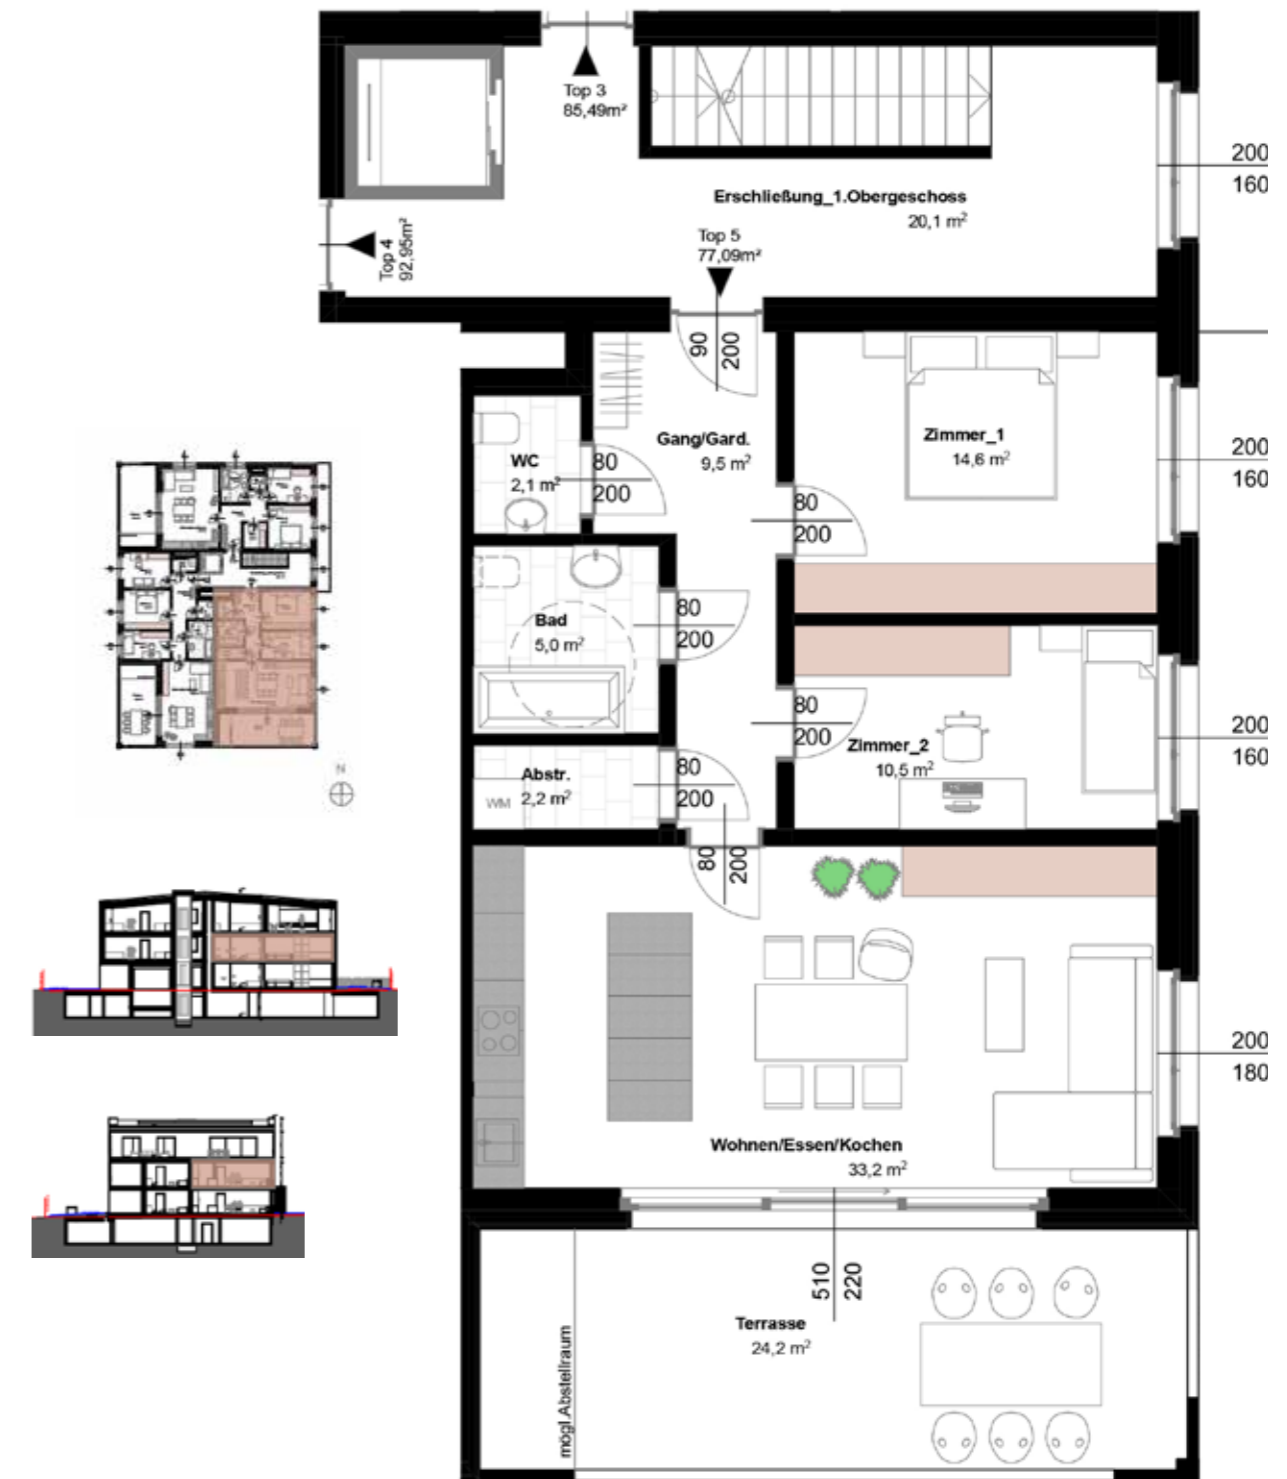 Top 3
85,49m²
200
160
Erschließung_1.Obergeschoss
20,1 m²
Top 4
92,95m²
Top 5
77,09m²
90
200
Zimmer_1
14,6 m²
200
160
Gang/Gard.
9,5 m²
WC
2,1 m²
80
200
80
200
Bad
5,0 m²
80
200
80
200
Zimmer_2
10,5 m²
200
160
Abstr.
2,2 m²
WM
80
200
80
200
N
200
180
Wohnen/Essen/Kochen
33,2 m²
510
220
Terrasse
24,2 m²
mögl.Abstellraum